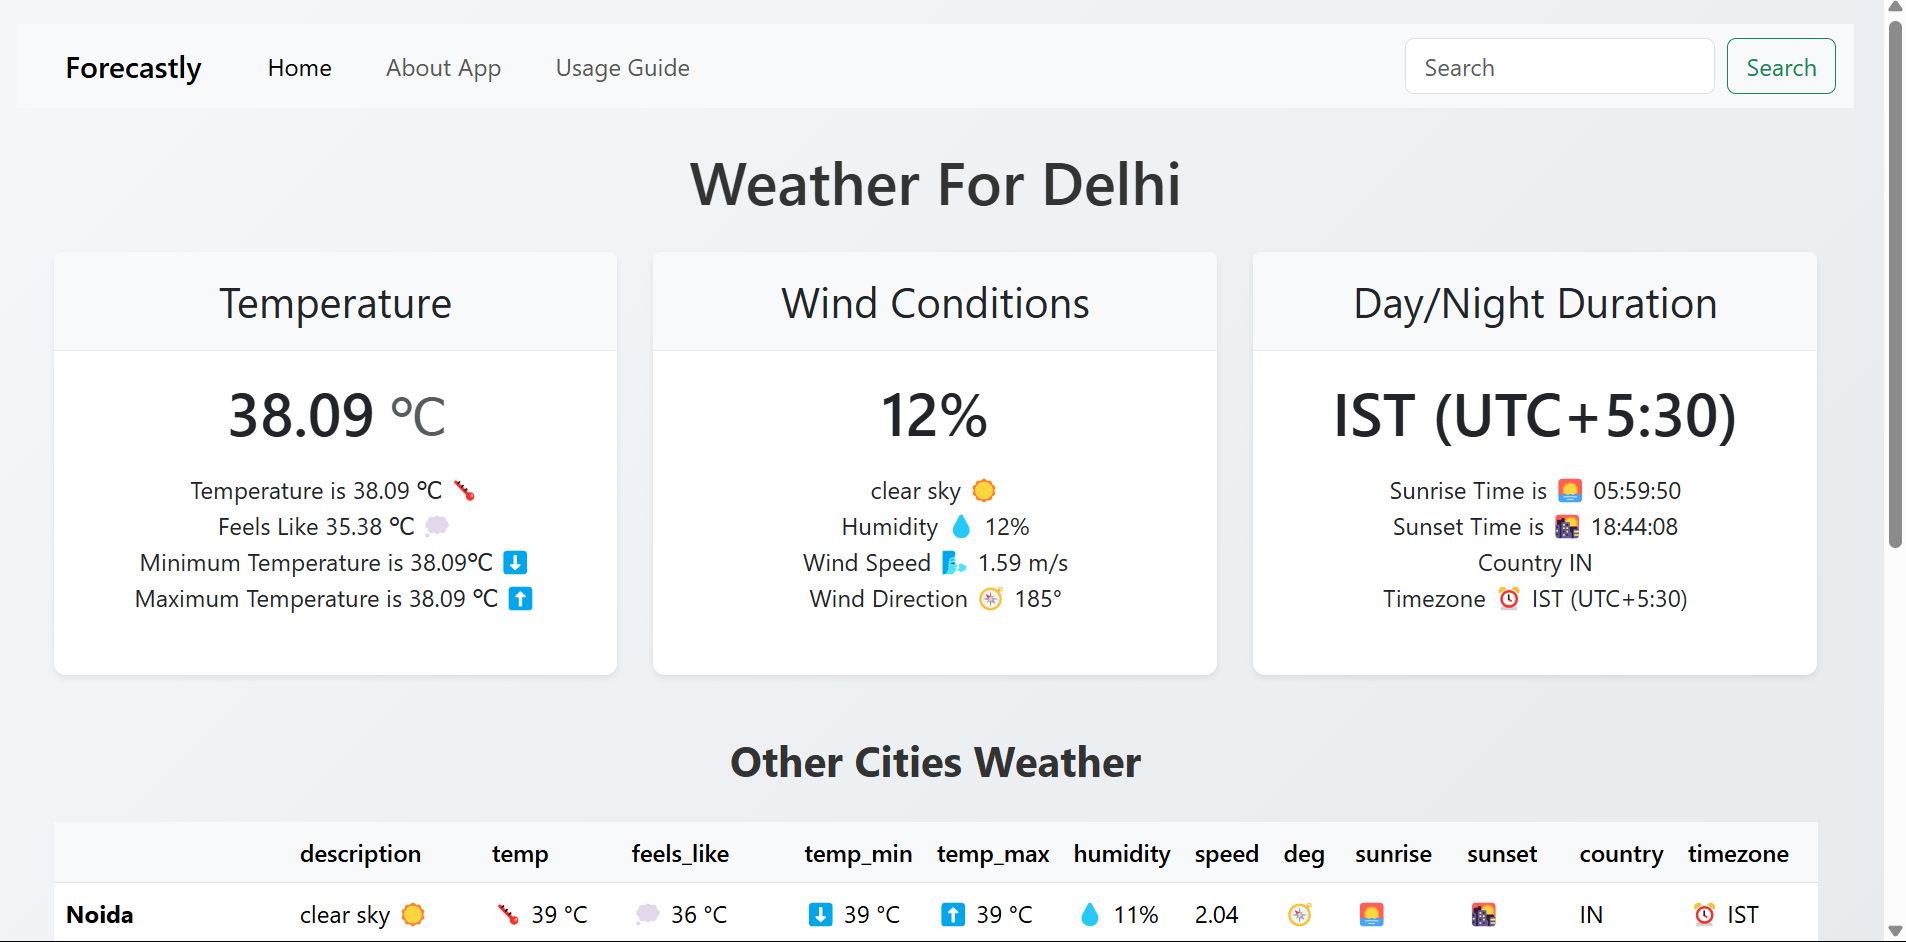 Forecastly Home About App Usage Guide Search Search
Weather For Delhi
Temperature
38.09 °C
Temperature is 38.09 °C 🌡️
Feels Like 35.38 °C 💭
Minimum Temperature is 38.09°C ⬇️
Maximum Temperature is 38.09 °C ⬆️
Wind Conditions
12%
clear sky ☀️
Humidity 💧 12%
Wind Speed 🌬️ 1.59 m/s
Wind Direction 🧭 185°
Day/Night Duration
IST (UTC+5:30)
Sunrise Time is 🌅 05:59:50
Sunset Time is 🌇 18:44:08
Country IN
Timezone ⏰ IST (UTC+5:30)
Other Cities Weather
description temp feels_like temp_min temp_max humidity speed deg sunrise sunset country timezone
Noida clear sky ☀️ 🌡️ 39 °C 💭 36 °C ⬇️ 39 °C ⬆️ 39 °C 💧 11% 2.04 🧭 🌅 🌇 IN ⏰ IST